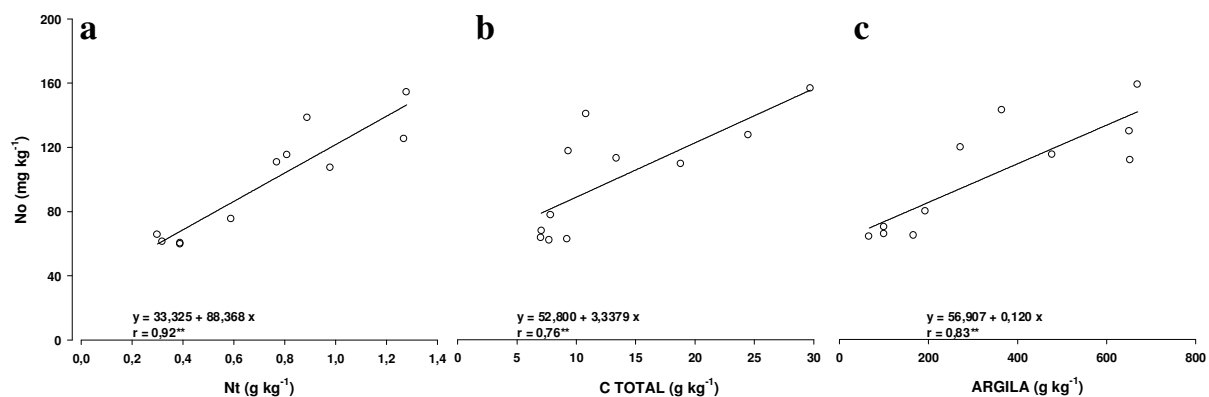 a
b
c
200
160
120
80
40
0
No (mg kg⁻¹)
y = 33,325 + 88,368 x
r = 0,92**
y = 52,800 + 3,3379 x
r = 0,76**
y = 56,907 + 0,120 x
r = 0,83**
0,0 0,2 0,4 0,6 0,8 1,0 1,2 1,4
0 5 10 15 20 25 30
0 200 400 600 800
Nt (g kg⁻¹)
C TOTAL (g kg⁻¹)
ARGILA (g kg⁻¹)